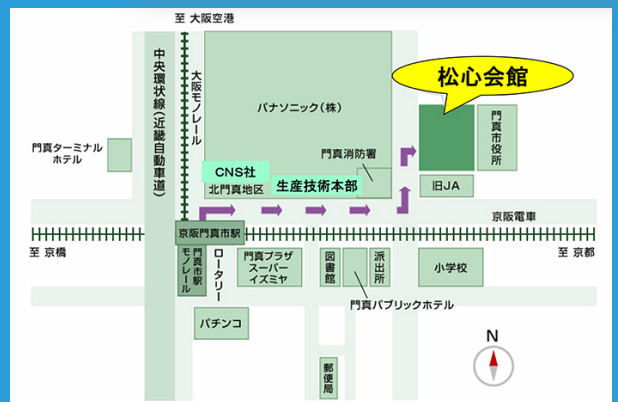 至 大阪空港
中央環状線(近畿自動車道)
大阪モノレール
パナソニック(株)
松心会館
門真市役所
門真ターミナル
ホテル
門真消防署
CNS社
北門真地区
生産技術本部
旧JA
京阪電車
京阪門真市駅
至 京橋
至 京都
門真市駅
モノレール
ロータリー
門真プラザ
スーパー
イズミヤ
図書館
派出所
小学校
門真パブリックホテル
パチンコ
郵便局
N